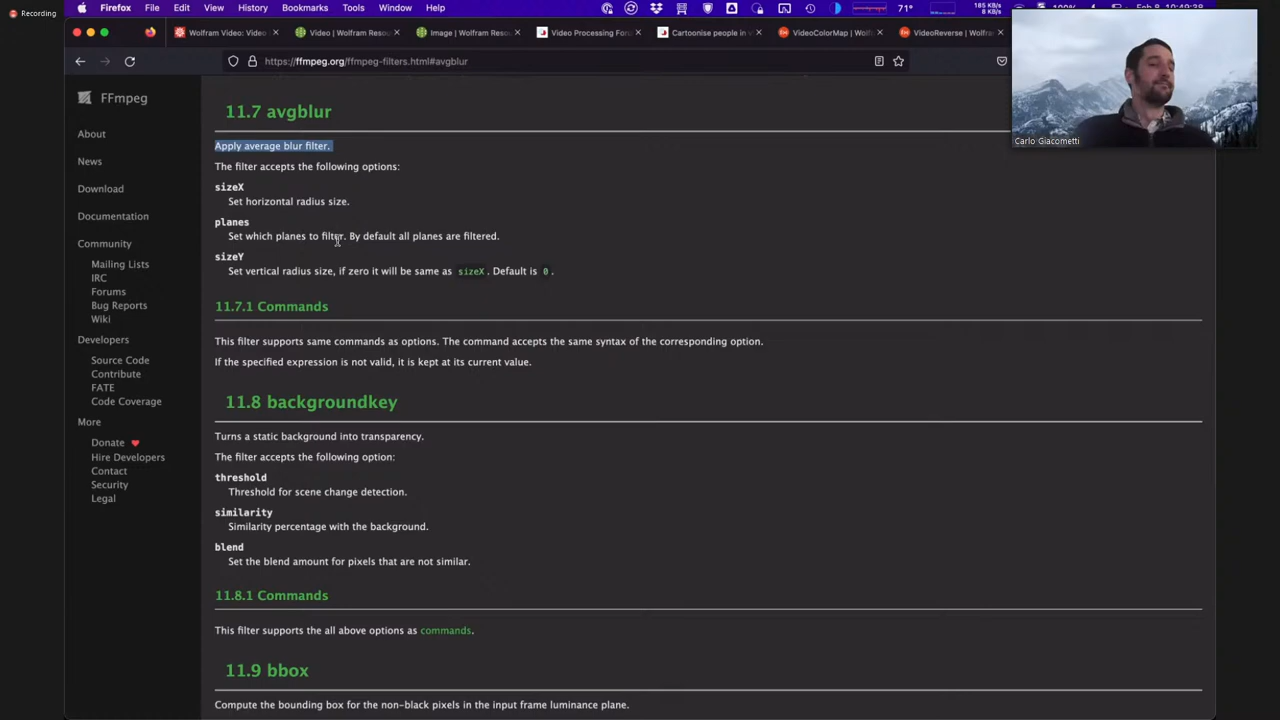 Recording
Firefox File Edit View History Bookmarks Tools Window Help
71°
185 KB/s
8 KB/s
Wolfram Video: Video
Video | Wolfram Resou
Image | Wolfram Resou
Video Processing Foru
Cartoonise people in v
VideoColorMap | Wolf
VideoReverse | Wolfra
https://ffmpeg.org/ffmpeg-filters.html#avgblur
Carlo Giacometti
FFmpeg
About
News
Download
Documentation
Community
Mailing Lists
IRC
Forums
Bug Reports
Wiki
Developers
Source Code
Contribute
FATE
Code Coverage
More
Donate
Hire Developers
Contact
Security
Legal
11.7 avgblur
Apply average blur filter.
The filter accepts the following options:
sizeX
Set horizontal radius size.
planes
Set which planes to filter. By default all planes are filtered.
sizeY
Set vertical radius size, if zero it will be same as sizeX. Default is 0.
11.7.1 Commands
This filter supports same commands as options. The command accepts the same syntax of the corresponding option.
If the specified expression is not valid, it is kept at its current value.
11.8 backgroundkey
Turns a static background into transparency.
The filter accepts the following option:
threshold
Threshold for scene change detection.
similarity
Similarity percentage with the background.
blend
Set the blend amount for pixels that are not similar.
11.8.1 Commands
This filter supports the all above options as commands.
11.9 bbox
Compute the bounding box for the non-black pixels in the input frame luminance plane.